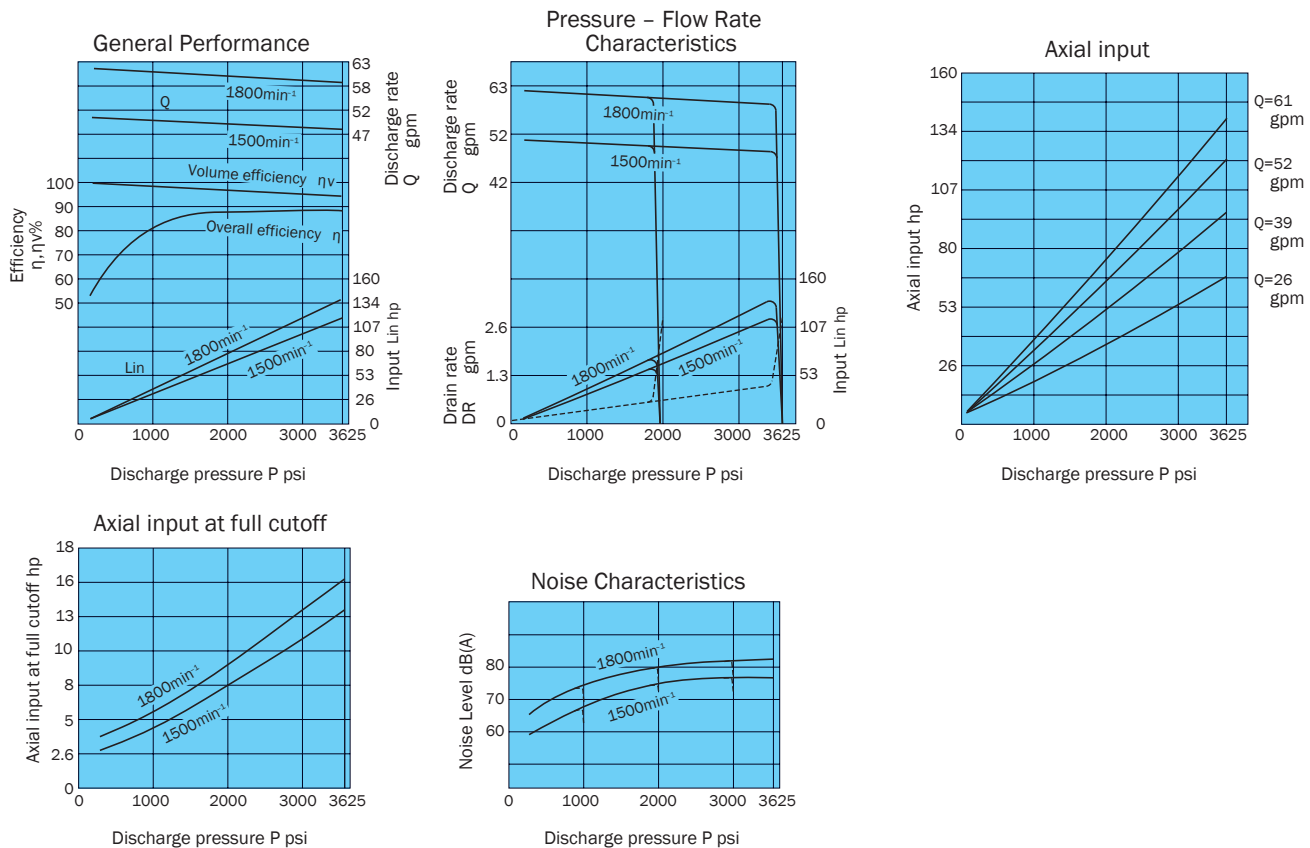 General Performance
63
58
52
47
Discharge rate
Q gpm
1800min⁻¹
Q
1500min⁻¹
Volume efficiency ηv
Overall efficiency η
100
90
80
70
60
50
Efficiency
η,ηv%
160
134
107
80
53
26
0
Input Lin hp
Lin
1800min⁻¹
1500min⁻¹
0 1000 2000 3000 3625
Discharge pressure P psi
Pressure – Flow Rate
Characteristics
63
52
42
Discharge rate
Q gpm
1800min⁻¹
1500min⁻¹
2.6
1.3
0
Drain rate
DR gpm
1800min⁻¹
1500min⁻¹
160
107
53
0
Input Lin hp
0 1000 2000 3000 3625
Discharge pressure P psi
Axial input
160
134
107
80
53
26
Axial input hp
Q=61
gpm
Q=52
gpm
Q=39
gpm
Q=26
gpm
0 1000 2000 3000 3625
Discharge pressure P psi
Axial input at full cutoff
18
16
13
10
8
5
2.6
0
Axial input at full cutoff hp
1800min⁻¹
1500min⁻¹
0 1000 2000 3000 3625
Discharge pressure P psi
Noise Characteristics
80
70
60
Noise Level dB(A)
1800min⁻¹
1500min⁻¹
0 1000 2000 3000 3625
Discharge pressure P psi